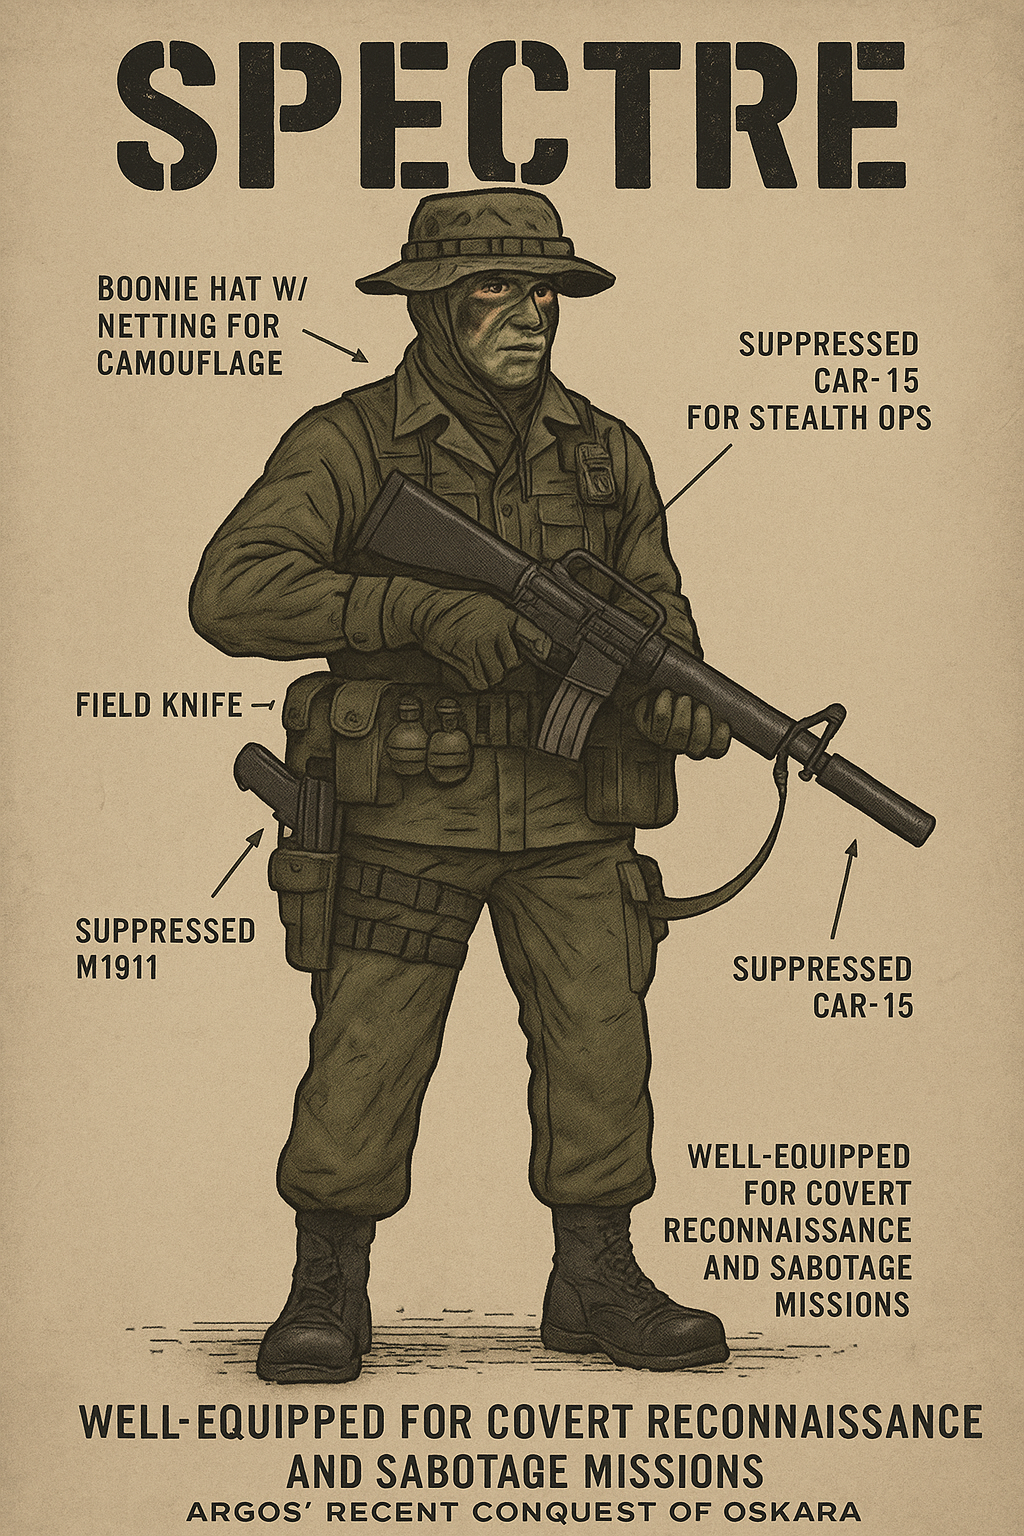 SPECTRE
BOONIE HAT W/
NETTING FOR
CAMOUFLAGE
SUPPRESSED
CAR-15
FOR STEALTH OPS
FIELD KNIFE
SUPPRESSED
M1911
SUPPRESSED
CAR-15
WELL-EQUIPPED
FOR COVERT
RECONNAISSANCE
AND SABOTAGE
MISSIONS
WELL-EQUIPPED FOR COVERT RECONNAISSANCE
AND SABOTAGE MISSIONS
ARGOS' RECENT CONQUEST OF OSKARA